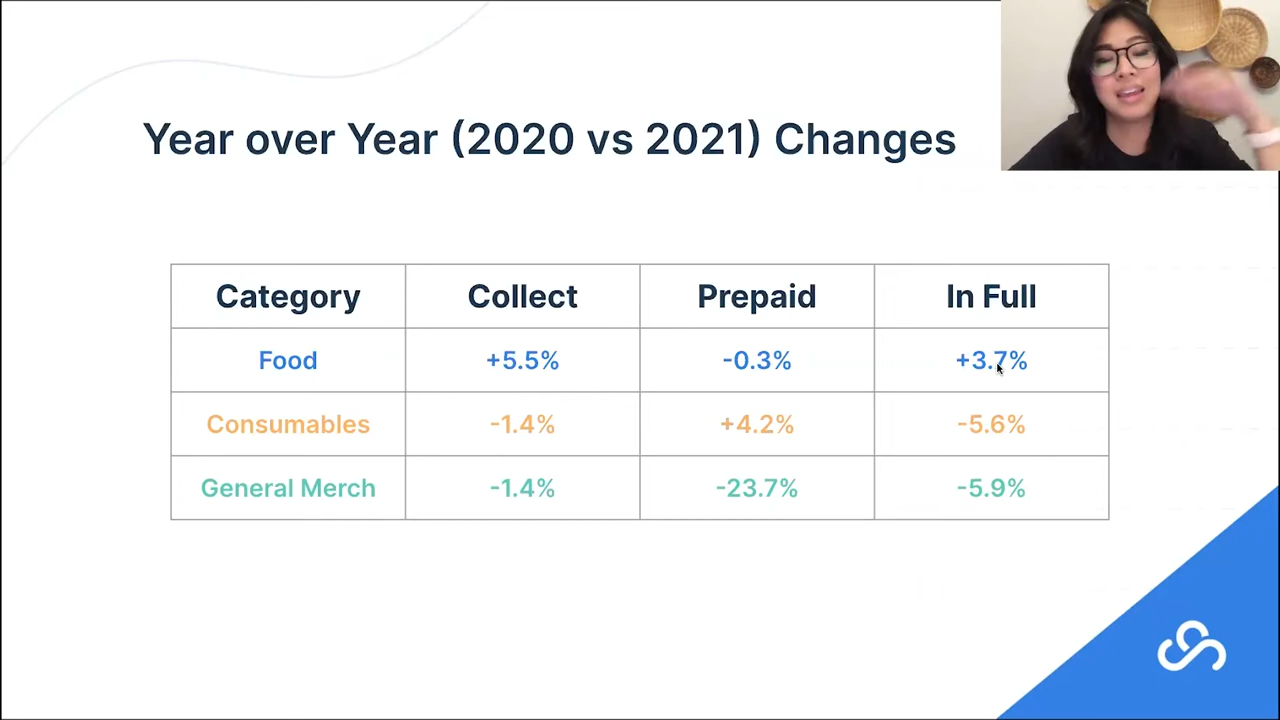 Year over Year (2020 vs 2021) Changes
Category Collect Prepaid In Full
Food +5.5% -0.3% +3.7%
Consumables -1.4% +4.2% -5.6%
General Merch -1.4% -23.7% -5.9%